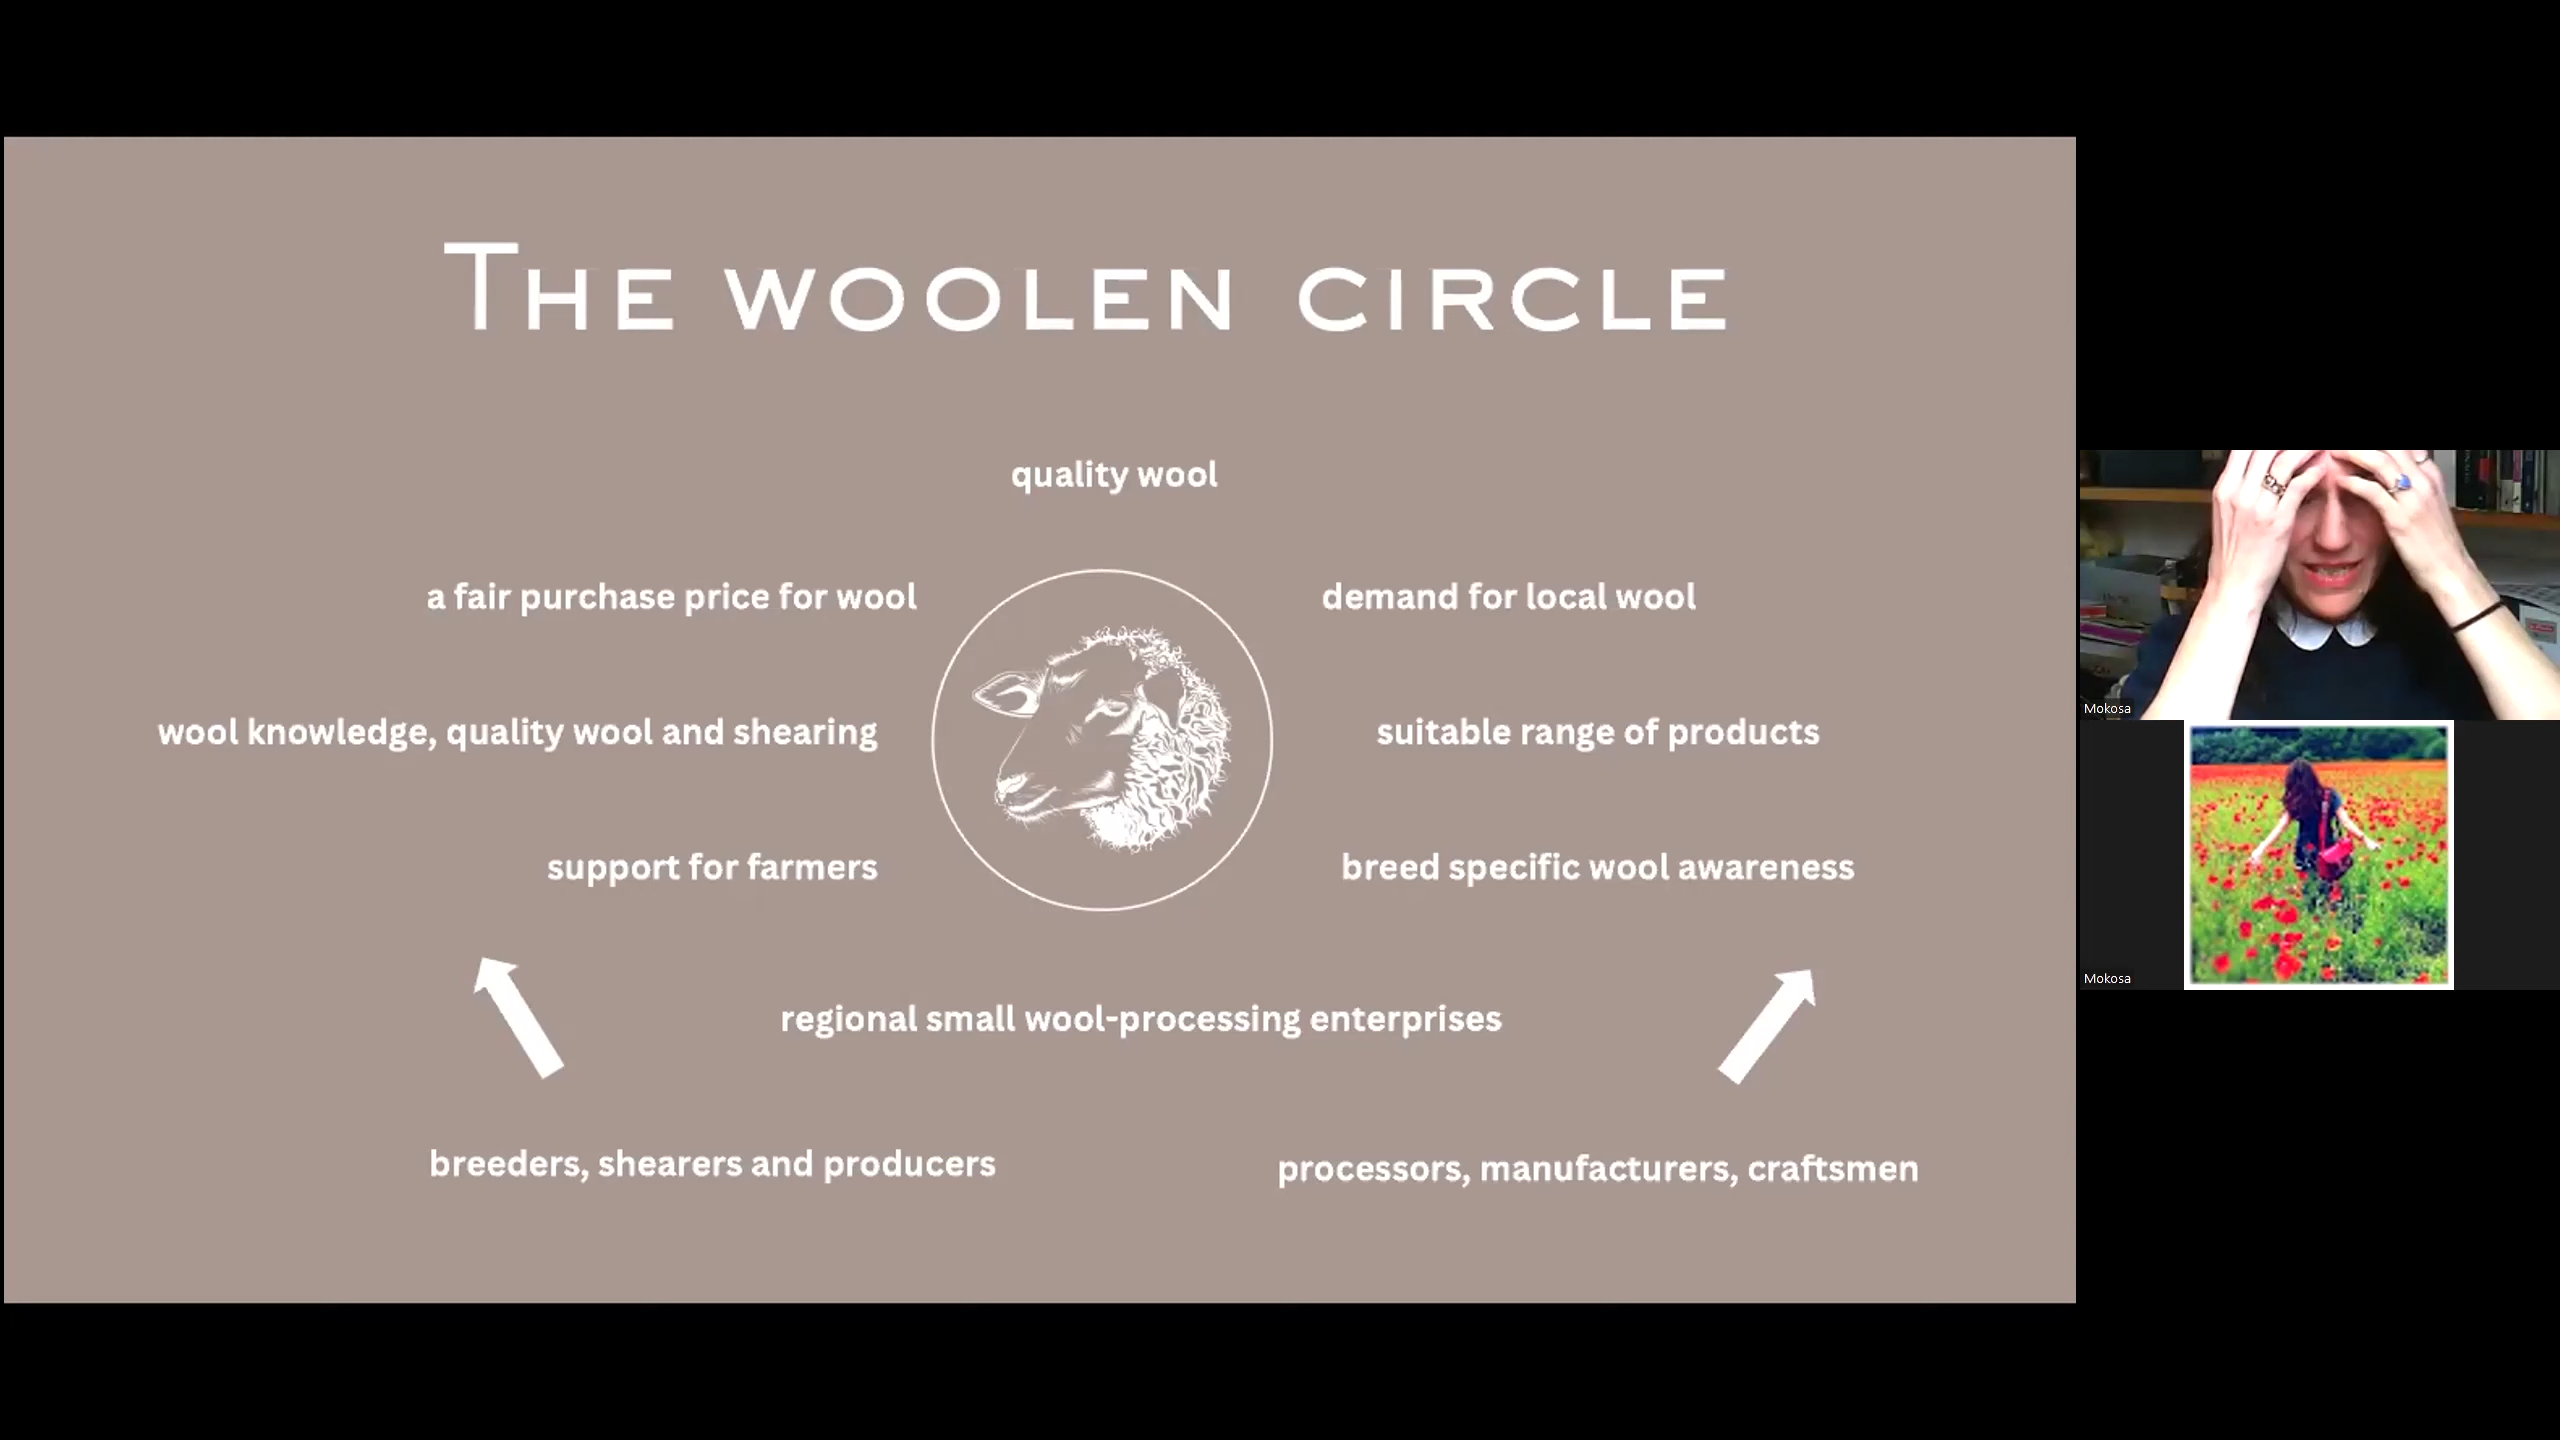 THE WOOLEN CIRCLE
quality wool
a fair purchase price for wool
demand for local wool
wool knowledge, quality wool and shearing
suitable range of products
support for farmers
breed specific wool awareness
regional small wool-processing enterprises
breeders, shearers and producers
processors, manufacturers, craftsmen
Mokosa
Mokosa